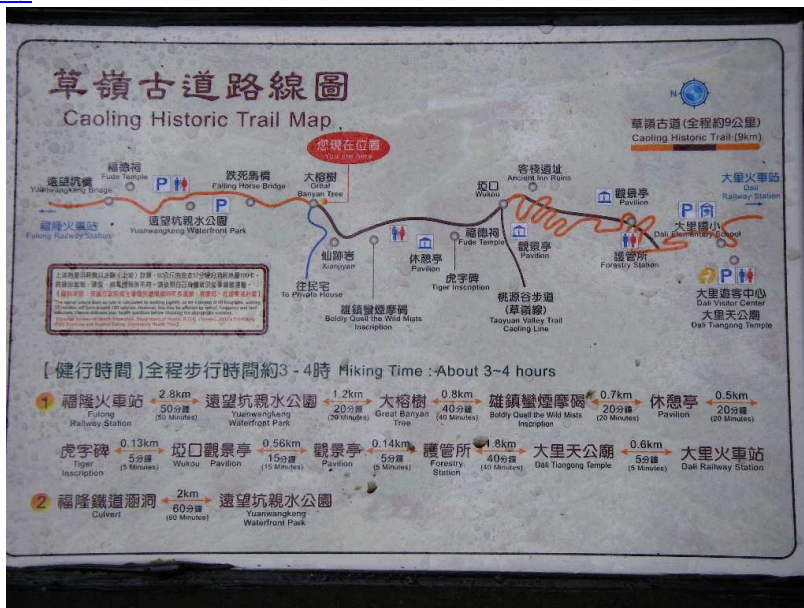 草嶺古道路線圖
Caoling Historic Trail Map
N
草嶺古道(全程約9公里)
Caoling Historic Trail (9km)
您現在位置
You are here
遠望坑橋
Yuanwangkeng Bridge
福德祠
Fude Temple
P
跌死馬橋
Falling Horse Bridge
大榕樹
Great
Banyan Tree
福隆火車站
Fulong Railway Station
遠望坑親水公園
Yuanwangkeng Waterfront Park
P
住民宅
To Private House
仙跡岩
Xianjiyan
雄鎮蠻煙摩碣
Boldly Quell the Wild Mists
Inscription
休憩亭
Pavilion
虎字碑
Tiger Inscription
福德祠
Fude Temple
埡口
Wukou
客棧遺址
Ancient Inn Ruins
桃源谷步道
(草嶺線)
Taoyuan Valley Trail
Caoling Line
觀景亭
Pavilion
觀景亭
Pavilion
護管所
Forestry Station
P
大里國小
Dali Elementary School
大里火車站
Dali
Railway Station
P
大里遊客中心
Dali Visitor Center
大里天公廟
Dali Tiangong Temple
【健行時間】全程步行時間約3-4時 Hiking Time : About 3~4 hours
1 福隆火車站 2.8km 遠望坑親水公園 1.2km 大榕樹 0.8km 雄鎮蠻煙摩碣 0.7km 休憩亭 0.5km
50分鐘 20分鐘 40分鐘 20分鐘 20分鐘
Fulong Railway Station (50 Minutes) Yuanwangkeng Waterfront Park (20 Minutes) Great Banyan Tree (40 Minutes) Boldly Quell the Wild Mists Inscription (20 Minutes) Pavilion (20 Minutes)
虎字碑 0.13km 埡口觀景亭 0.56km 觀景亭 0.14km 護管所 1.8km 大里天公廟 0.6km 大里火車站
5分鐘 15分鐘 5分鐘 40分鐘 5分鐘
Tiger Inscription (5 Minutes) Wukou Pavilion (15 Minutes) Pavilion (5 Minutes) Forestry Station (40 Minutes) Dali Tiangong Temple (5 Minutes) Dali Railway Station
2 福隆鐵道涵洞 2km 遠望坑親水公園
60分鐘
Culvert (60 Minutes) Yuanwangkeng Waterfront Park